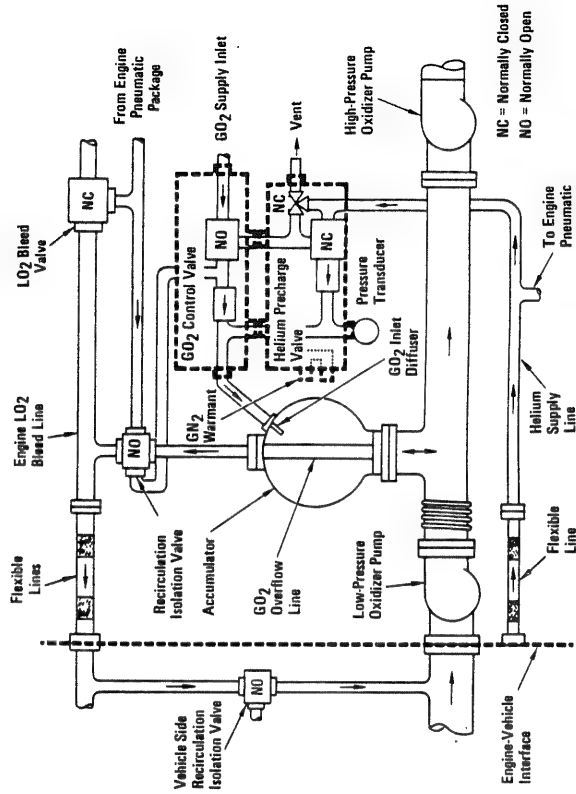 LO2 Bleed
Valve
From Engine
Pneumatic
Package
GO2 Supply Inlet
Vent
High-Pressure
Oxidizer Pump
NC = Normally Closed
NO = Normally Open
Engine LO2
Bleed Line
NC
GO2 Control Valve
NO
NC
NC
Helium Precharge
Valve
Pressure
Transducer
To Engine Pneumatic
Flexible
Lines
NO
Recirculation
Isolation Valve
Accumulator
GN2
Warmant
GO2 Inlet
Diffuser
GO2
Overflow
Line
Low-Pressure
Oxidizer Pump
Helium
Supply
Line
Flexible
Line
Vehicle Side
Recirculation
Isolation Valve
NO
Engine-Vehicle
Interface